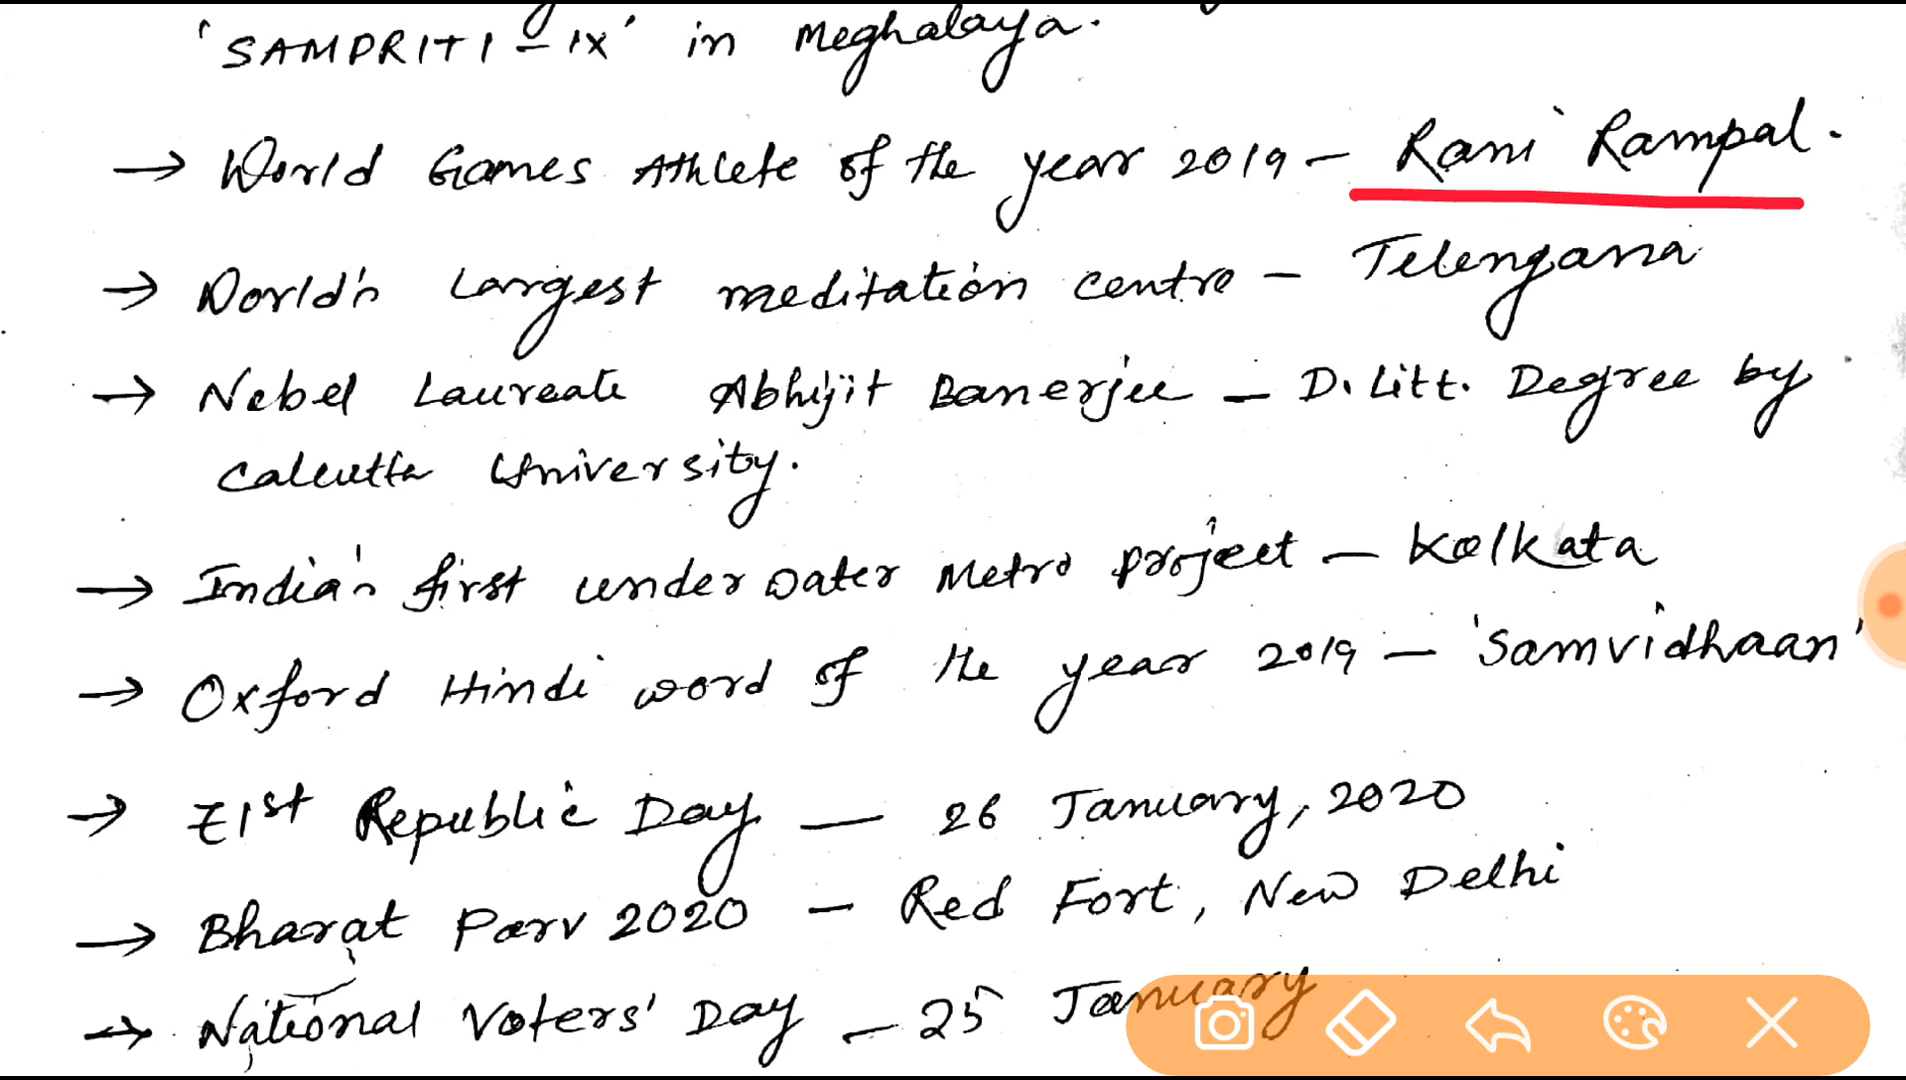 'SAMPRITI - IX' in Meghalaya.
→ World Games Athlete of the year 2019 - Rani Rampal.
→ World's Largest meditation centre - Telengana
→ Nobel Laureate Abhijit Banerjee - D. Litt. Degree by
Calcutta University.
→ India's first under water Metro project - Kolkata
→ Oxford Hindi word of the year 2019 - 'Samvidhaan'
→ 71st Republic Day - 26 January, 2020
→ Bharat Parv 2020 - Red Fort, New Delhi
→ National Voters' Day - 25 January